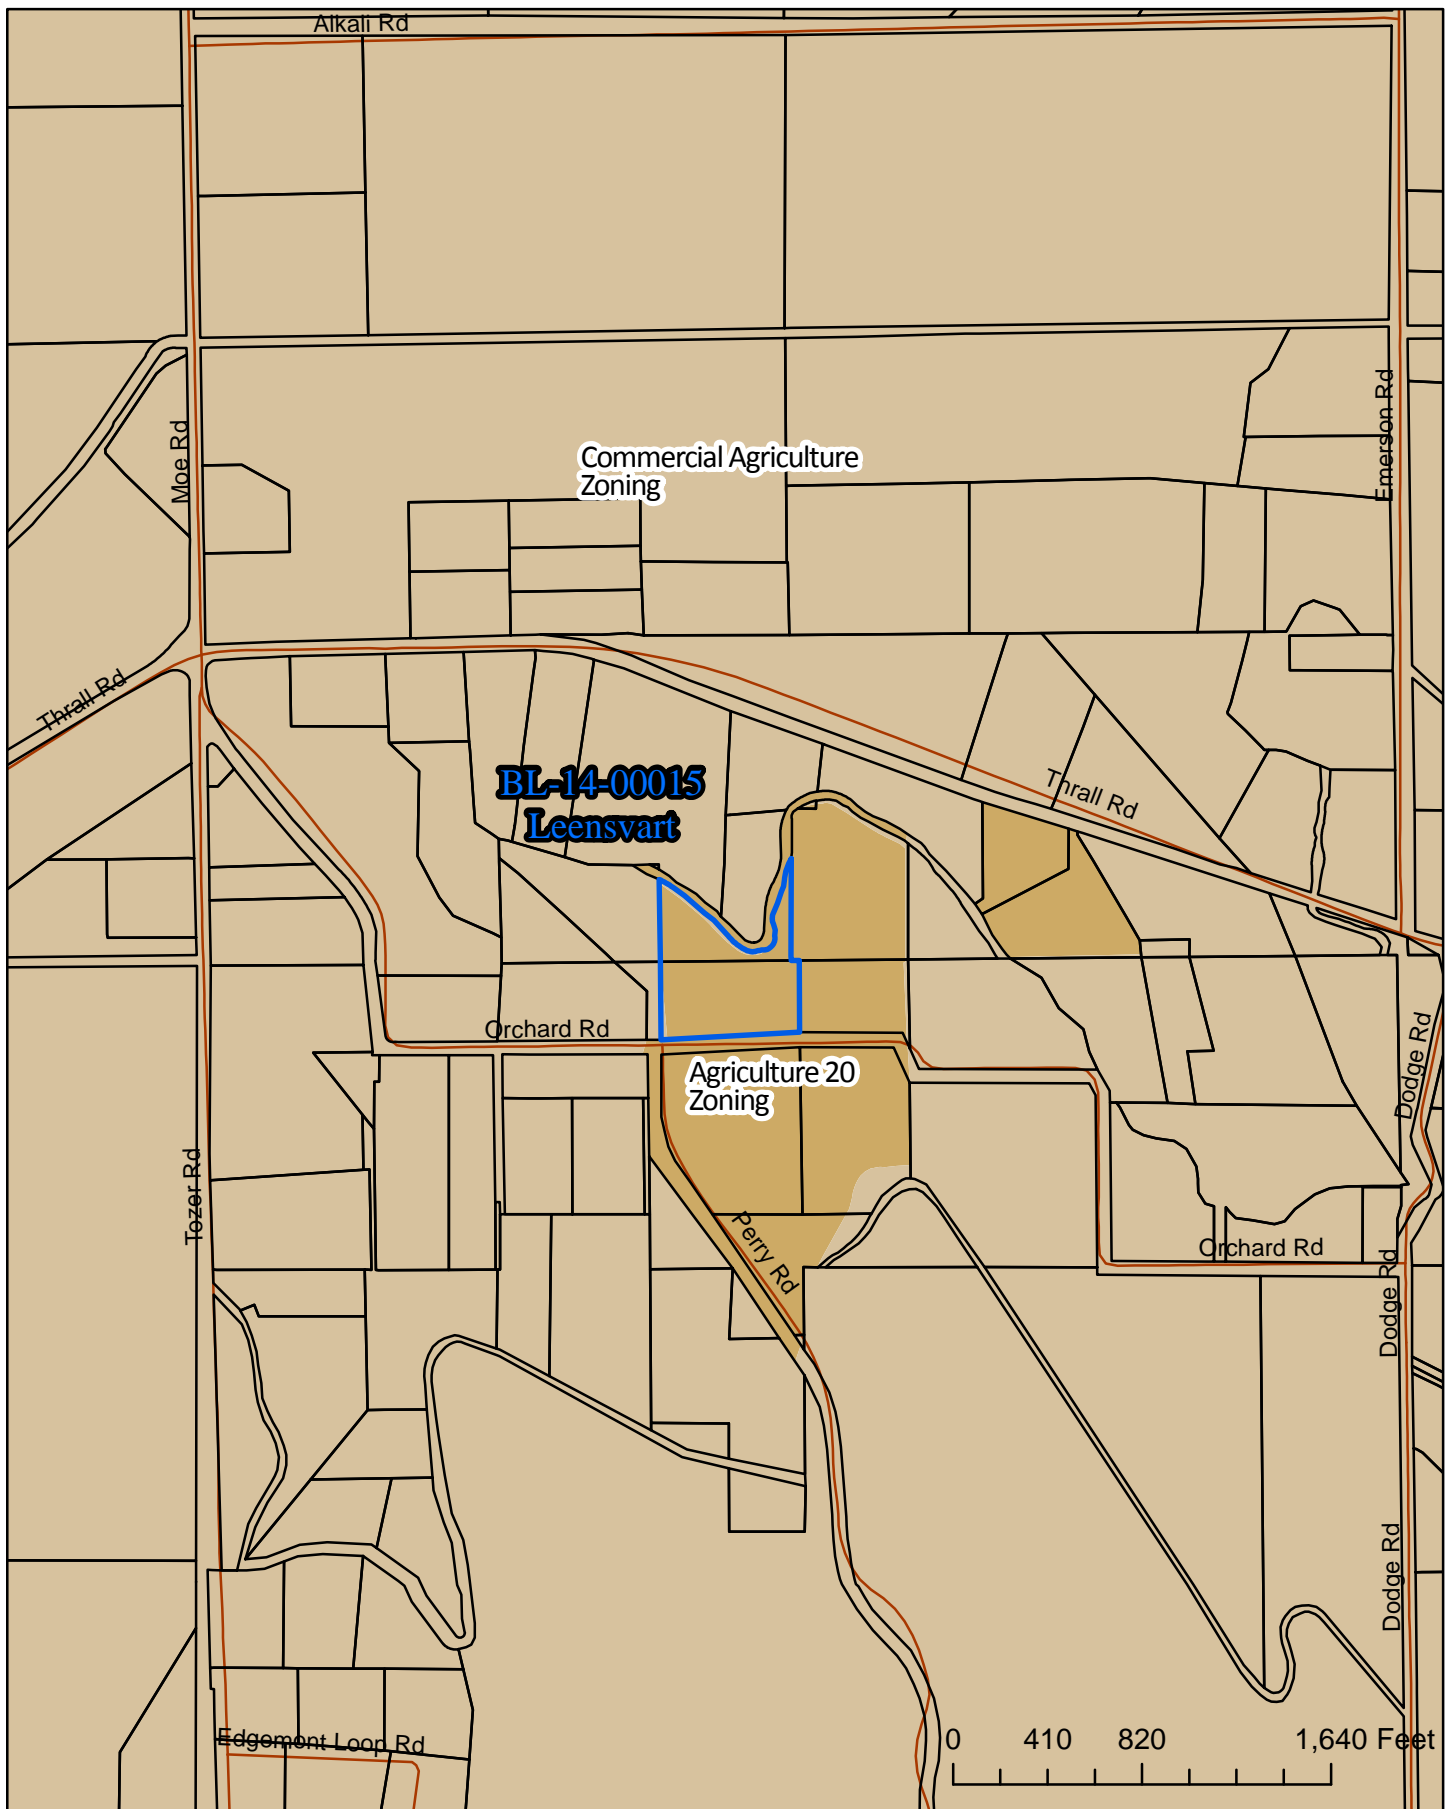 Alkali Rd
Moe Rd
Emerson Rd
Commercial Agriculture
Zoning
Thrall Rd
BL-14-00015
Leensvart
Thrall Rd
Orchard Rd
Agriculture 20
Zoning
Dodge Rd
Tozer Rd
Perry Rd
Orchard Rd
Dodge Rd
Dodge Rd
Edgemont Loop Rd
0 410 820 1,640 Feet